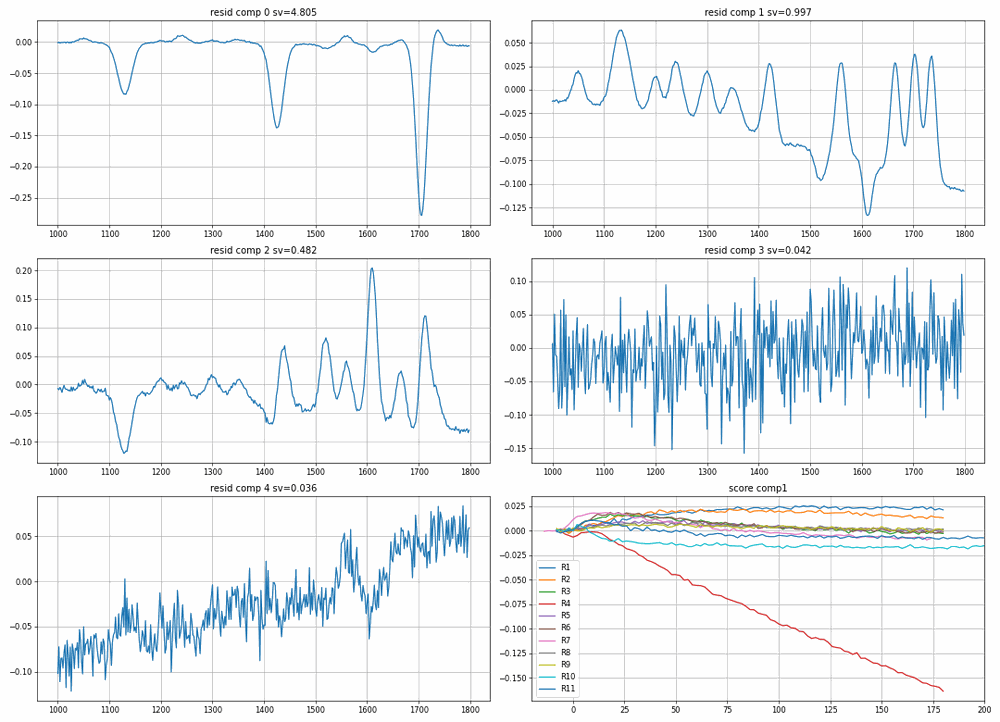 resid comp 0 sv=4.805
0.00
−0.05
−0.10
−0.15
−0.20
−0.25
1000 1100 1200 1300 1400 1500 1600 1700 1800
resid comp 1 sv=0.997
0.050
0.025
0.000
−0.025
−0.050
−0.075
−0.100
−0.125
1000 1100 1200 1300 1400 1500 1600 1700 1800
resid comp 2 sv=0.482
0.20
0.15
0.10
0.05
0.00
−0.05
−0.10
1000 1100 1200 1300 1400 1500 1600 1700 1800
resid comp 3 sv=0.042
0.10
0.05
0.00
−0.05
−0.10
−0.15
1000 1100 1200 1300 1400 1500 1600 1700 1800
resid comp 4 sv=0.036
0.05
0.00
−0.05
−0.10
1000 1100 1200 1300 1400 1500 1600 1700 1800
score comp1
0.025
0.000
−0.025
−0.050
−0.075
−0.100
−0.125
−0.150
R1
R2
R3
R4
R5
R6
R7
R8
R9
R10
R11
0 25 50 75 100 125 150 175 200